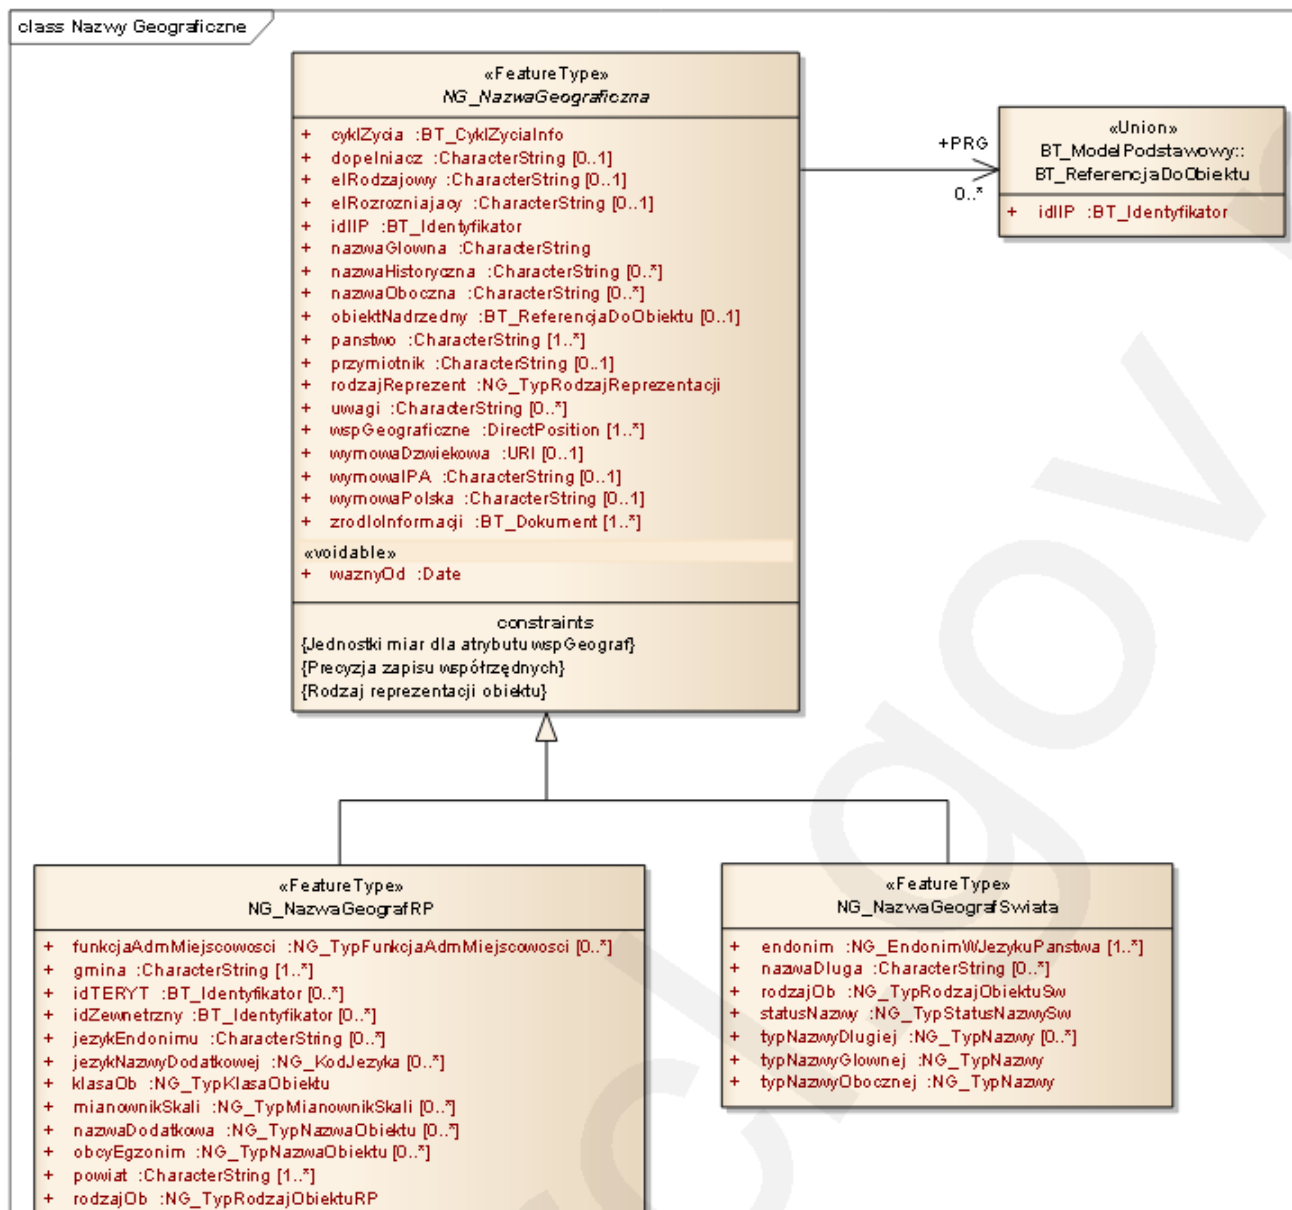 class Nazwy Geograficzne
«FeatureType»
NG_NazwaGeograficzna
+ cyklZycia :BT_CyklZyciaInfo
+ dopelniacz :CharacterString [0..1]
+ elRodzajowy :CharacterString [0..1]
+ elRozrozniajacy :CharacterString [0..1]
+ idIIP :BT_Identyfikator
+ nazwaGlowna :CharacterString
+ nazwaHistoryczna :CharacterString [0..*]
+ nazwaOboczna :CharacterString [0..*]
+ obiektNadrzedny :BT_ReferencjaDoObiektu [0..1]
+ panstwo :CharacterString [1..*]
+ przymiotnik :CharacterString [0..1]
+ rodzajReprezent :NG_TypRodzajReprezentacji
+ uwagi :CharacterString [0..*]
+ wspGeograficzne :DirectPosition [1..*]
+ wymowaDzwiekowa :URI [0..1]
+ wymowaIPA :CharacterString [0..1]
+ wymowaPolska :CharacterString [0..1]
+ zrodloInformacji :BT_Dokument [1..*]
«voidable»
+ waznyOd :Date
constraints
{Jednostki miar dla atrybutu wspGeograf}
{Precyzja zapisu współrzędnych}
{Rodzaj reprezentacji obiektu}
+PRG
0..*
«Union»
BT_ModelPodstawowy::
BT_ReferencjaDoObiektu
+ idIIP :BT_Identyfikator
«FeatureType»
NG_NazwaGeografRP
+ funkcjaAdmMiejscowosci :NG_TypFunkcjaAdmMiejscowosci [0..*]
+ gmina :CharacterString [1..*]
+ idTERYT :BT_Identyfikator [0..*]
+ idZewnetrzny :BT_Identyfikator [0..*]
+ jezykEndonimu :CharacterString [0..*]
+ jezykNazwyDodatkowej :NG_KodJezyka [0..*]
+ klasaOb :NG_TypKlasaObiektu
+ mianownikSkali :NG_TypMianownikSkali [0..*]
+ nazwaDodatkowa :NG_TypNazwaObiektu [0..*]
+ obcyEgzonim :NG_TypNazwaObiektu [0..*]
+ powiat :CharacterString [1..*]
+ rodzajOb :NG_TypRodzajObiektuRP
«FeatureType»
NG_NazwaGeografSwiata
+ endonim :NG_EndonimWJezykuPanstwa [1..*]
+ nazwaDluga :CharacterString [0..*]
+ rodzajOb :NG_TypRodzajObiektuSw
+ statusNazwy :NG_TypStatusNazwySw
+ typNazwyDlugiej :NG_TypNazwy [0..*]
+ typNazwyGlownej :NG_TypNazwy
+ typNazwyObocznej :NG_TypNazwy